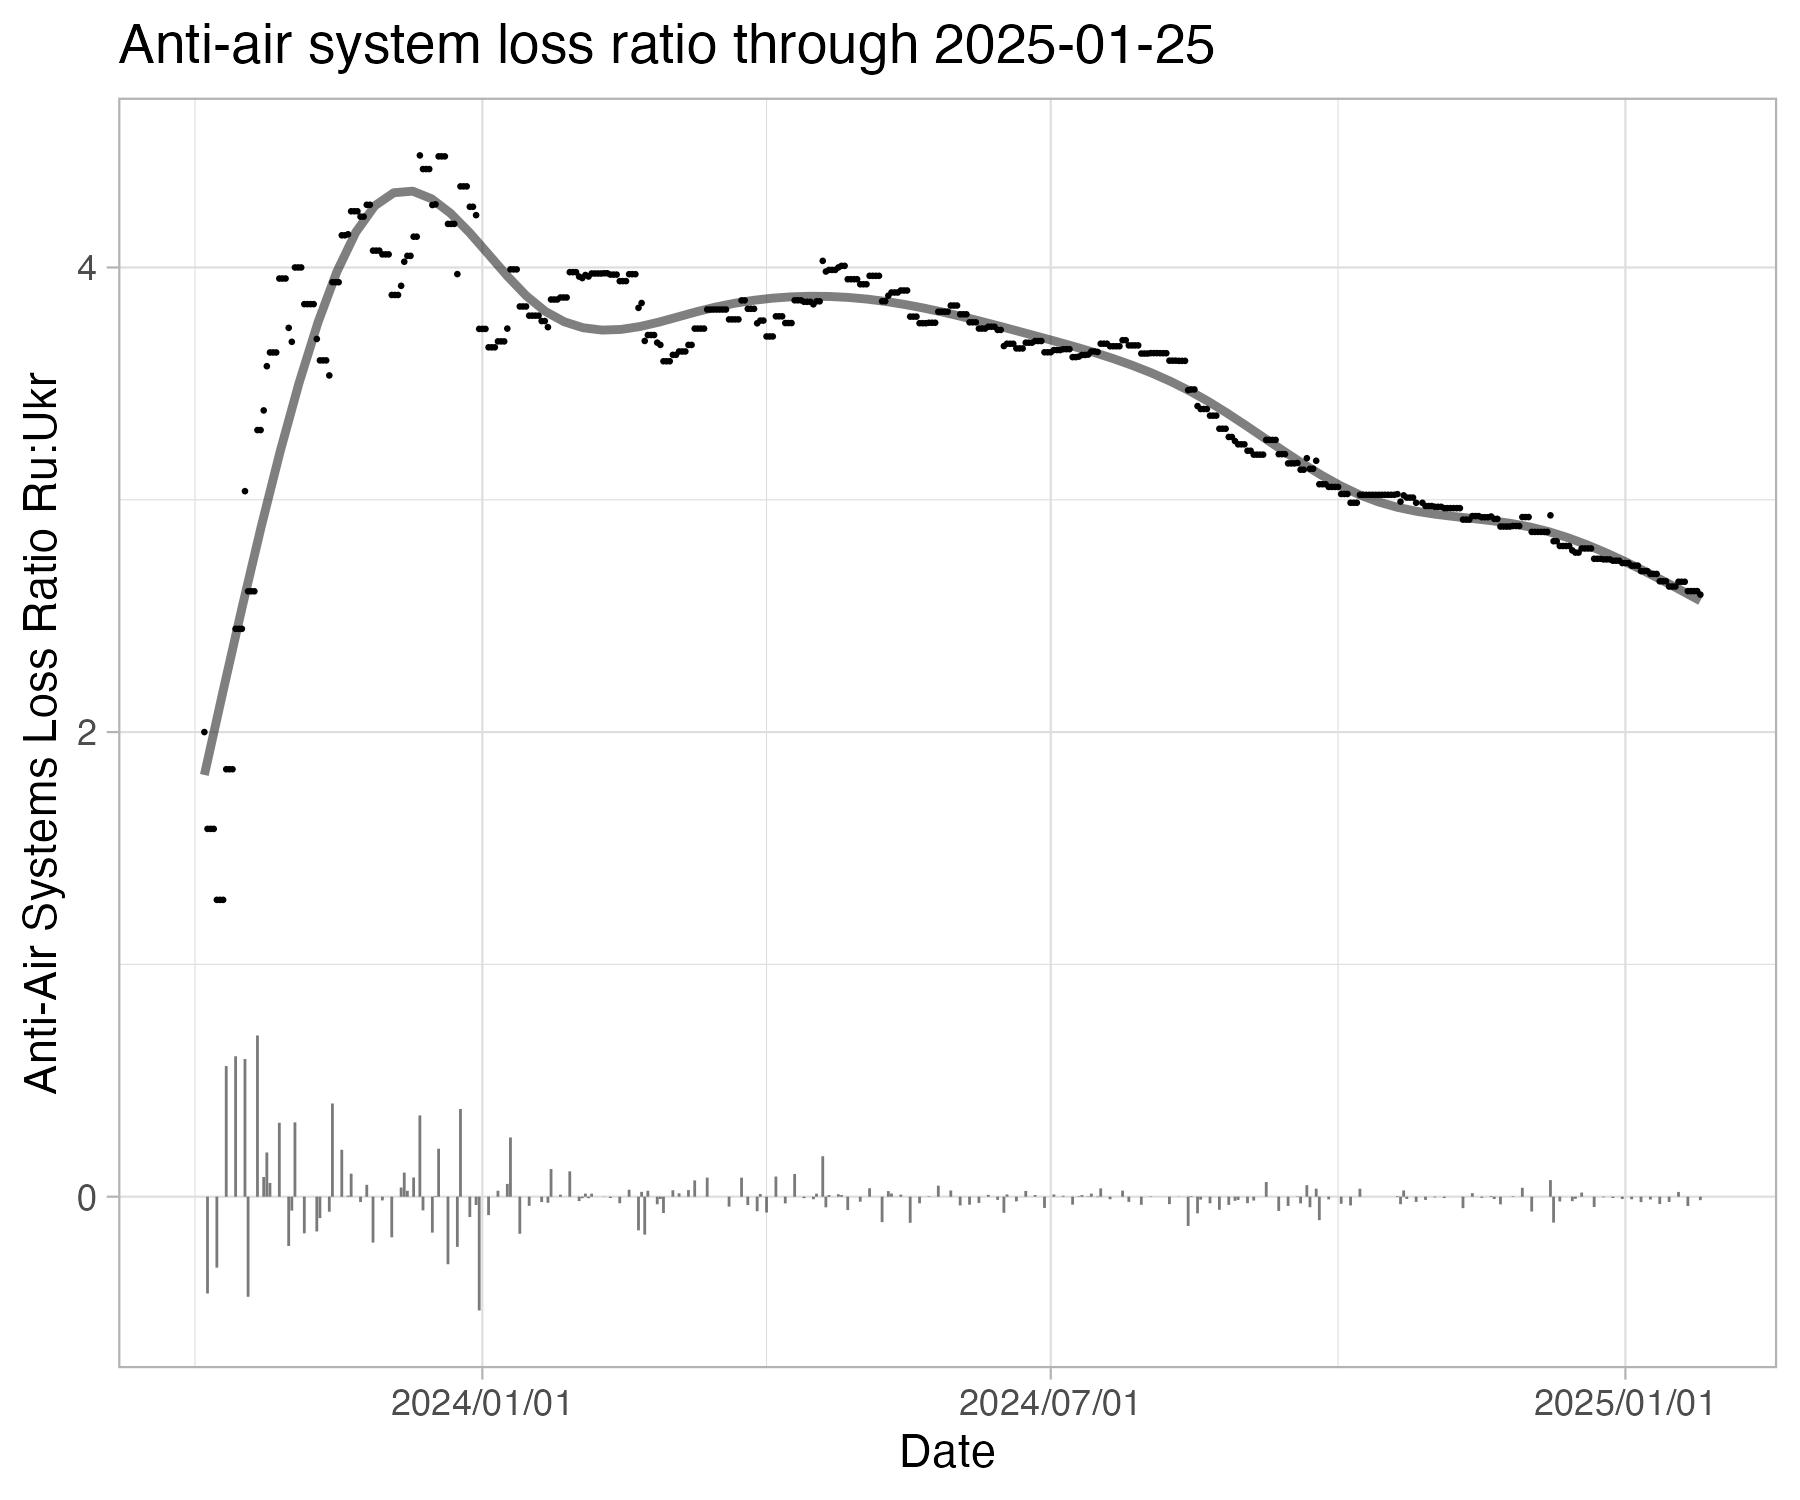 Anti-air system loss ratio through 2025-01-25
Anti-Air Systems Loss Ratio Ru:Ukr
4
2
0
2024/01/01
2024/07/01
2025/01/01
Date